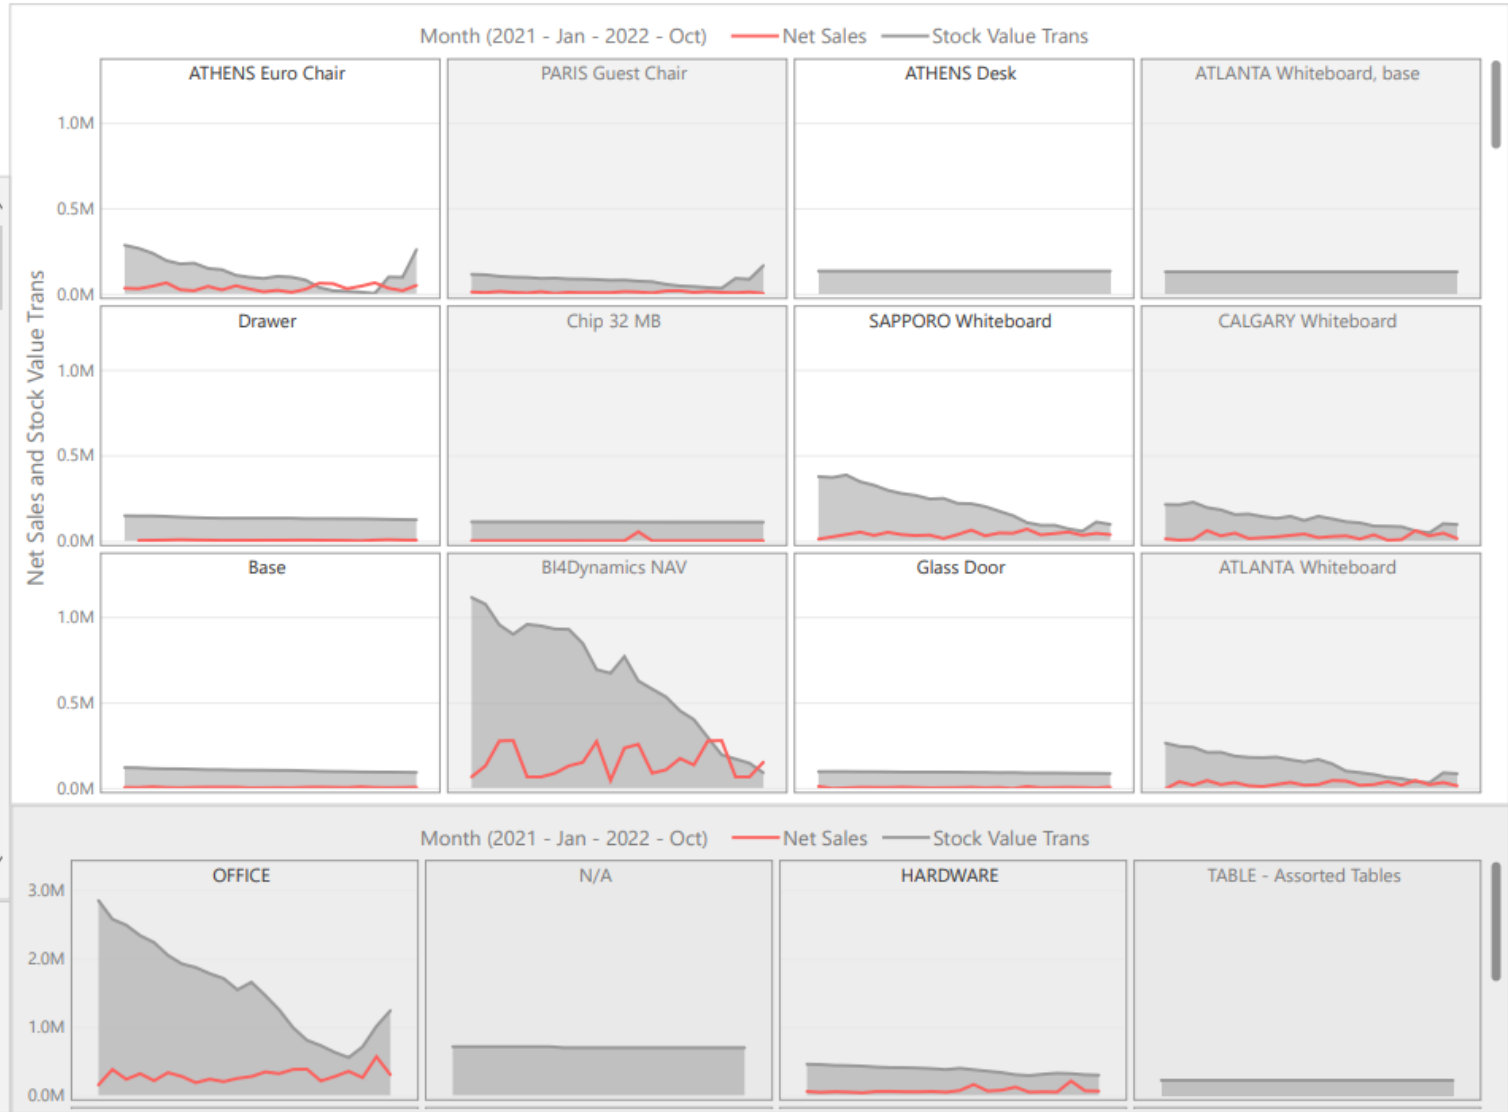 Month (2021 - Jan - 2022 - Oct) Net Sales Stock Value Trans
Net Sales and Stock Value Trans
ATHENS Euro Chair PARIS Guest Chair ATHENS Desk ATLANTA Whiteboard, base
1.0M
0.5M
0.0M
Drawer Chip 32 MB SAPPORO Whiteboard CALGARY Whiteboard
1.0M
0.5M
0.0M
Base BI4Dynamics NAV Glass Door ATLANTA Whiteboard
1.0M
0.5M
0.0M
Month (2021 - Jan - 2022 - Oct) Net Sales Stock Value Trans
OFFICE N/A HARDWARE TABLE - Assorted Tables
3.0M
2.0M
1.0M
0.0M